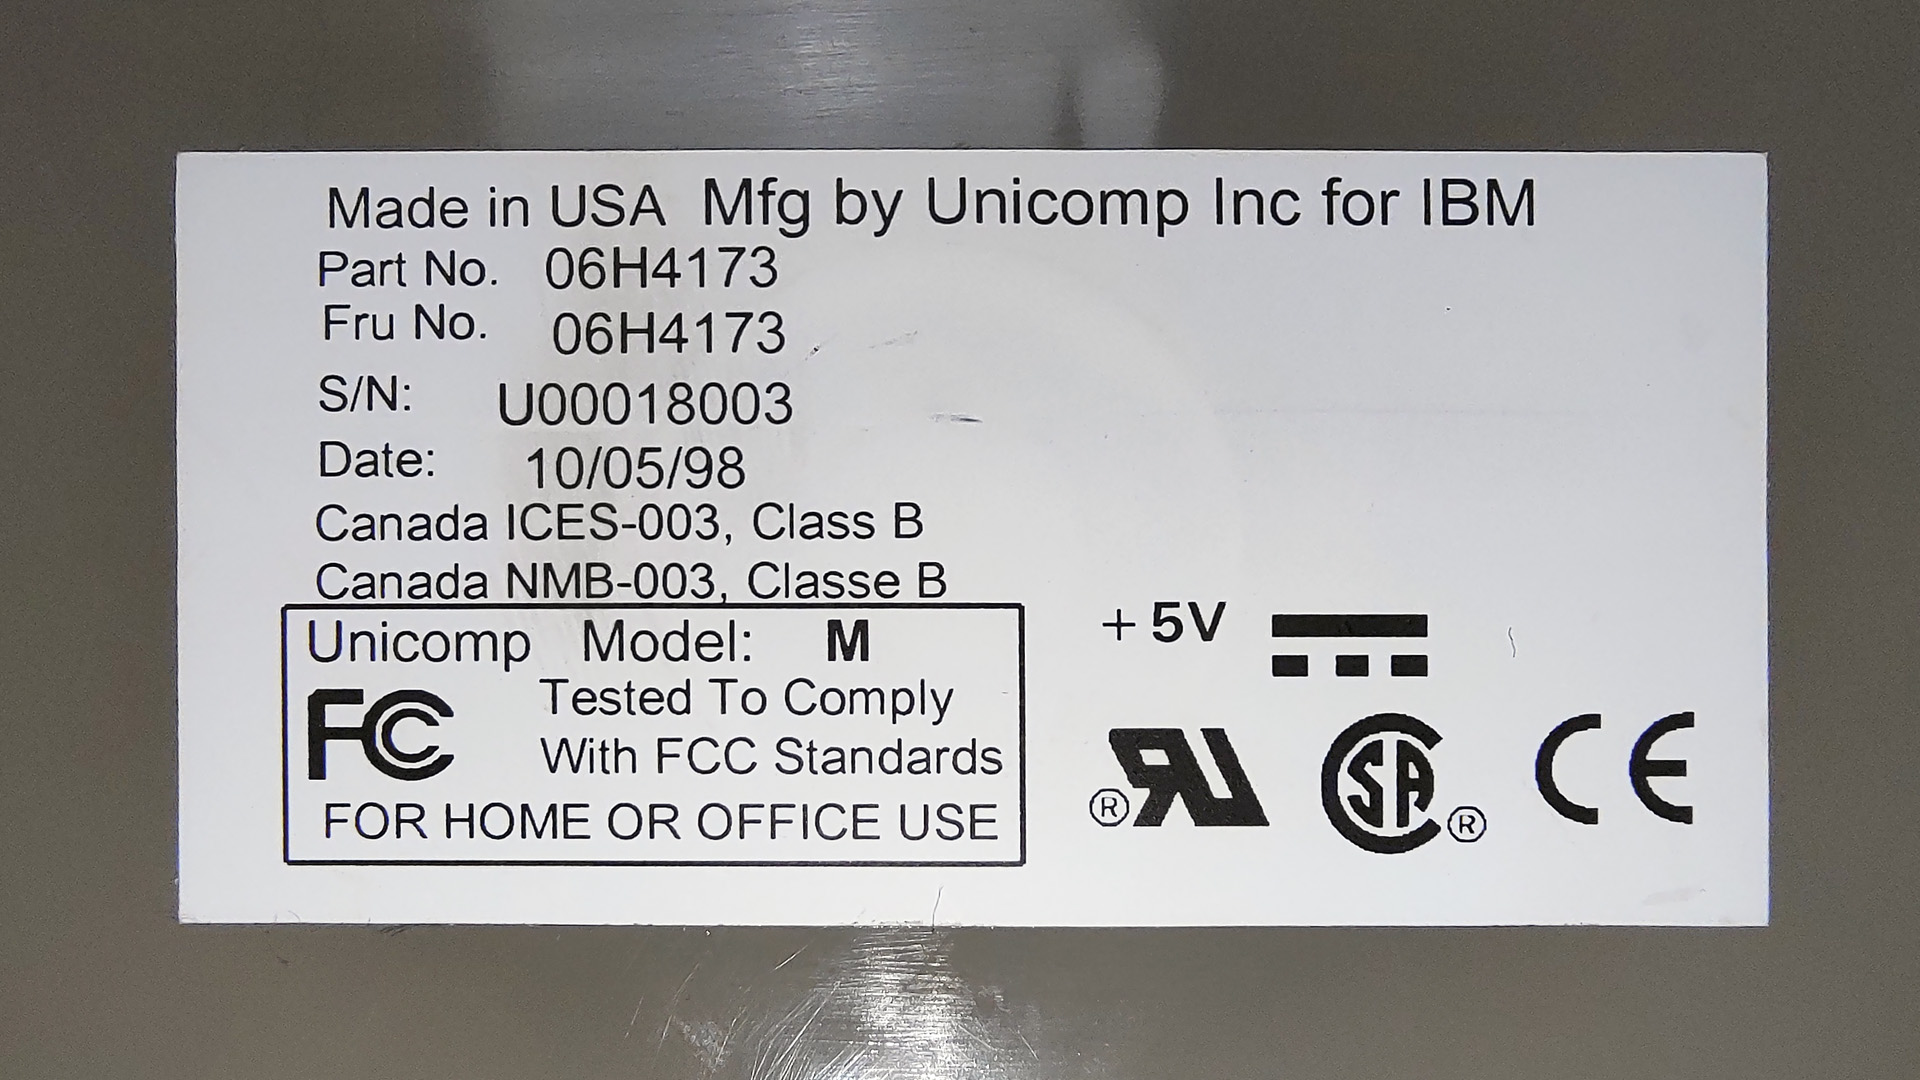 Made in USA Mfg by Unicomp Inc for IBM
Part No. 06H4173
Fru No. 06H4173
S/N: U00018003
Date: 10/05/98
Canada ICES-003, Class B
Canada NMB-003, Classe B
Unicomp Model: M
FC Tested To Comply
With FCC Standards
FOR HOME OR OFFICE USE
+5V
® RU SA ® CE